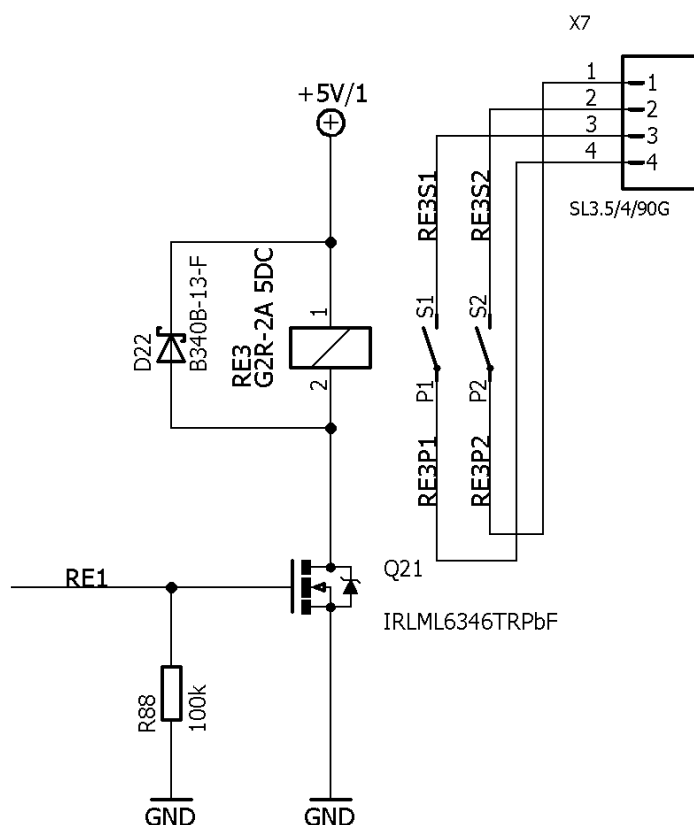 X7
+5V/1
1
2
3
4
1
2
3
4
SL3.5/4/90G
RE3S1
RE3S2
D22
B340B-13-F
RE3
G2R-2A 5DC
1
2
S1
S2
P1
P2
RE3P1
RE3P2
RE1
Q21
IRLML6346TRPbF
R88
100k
GND
GND